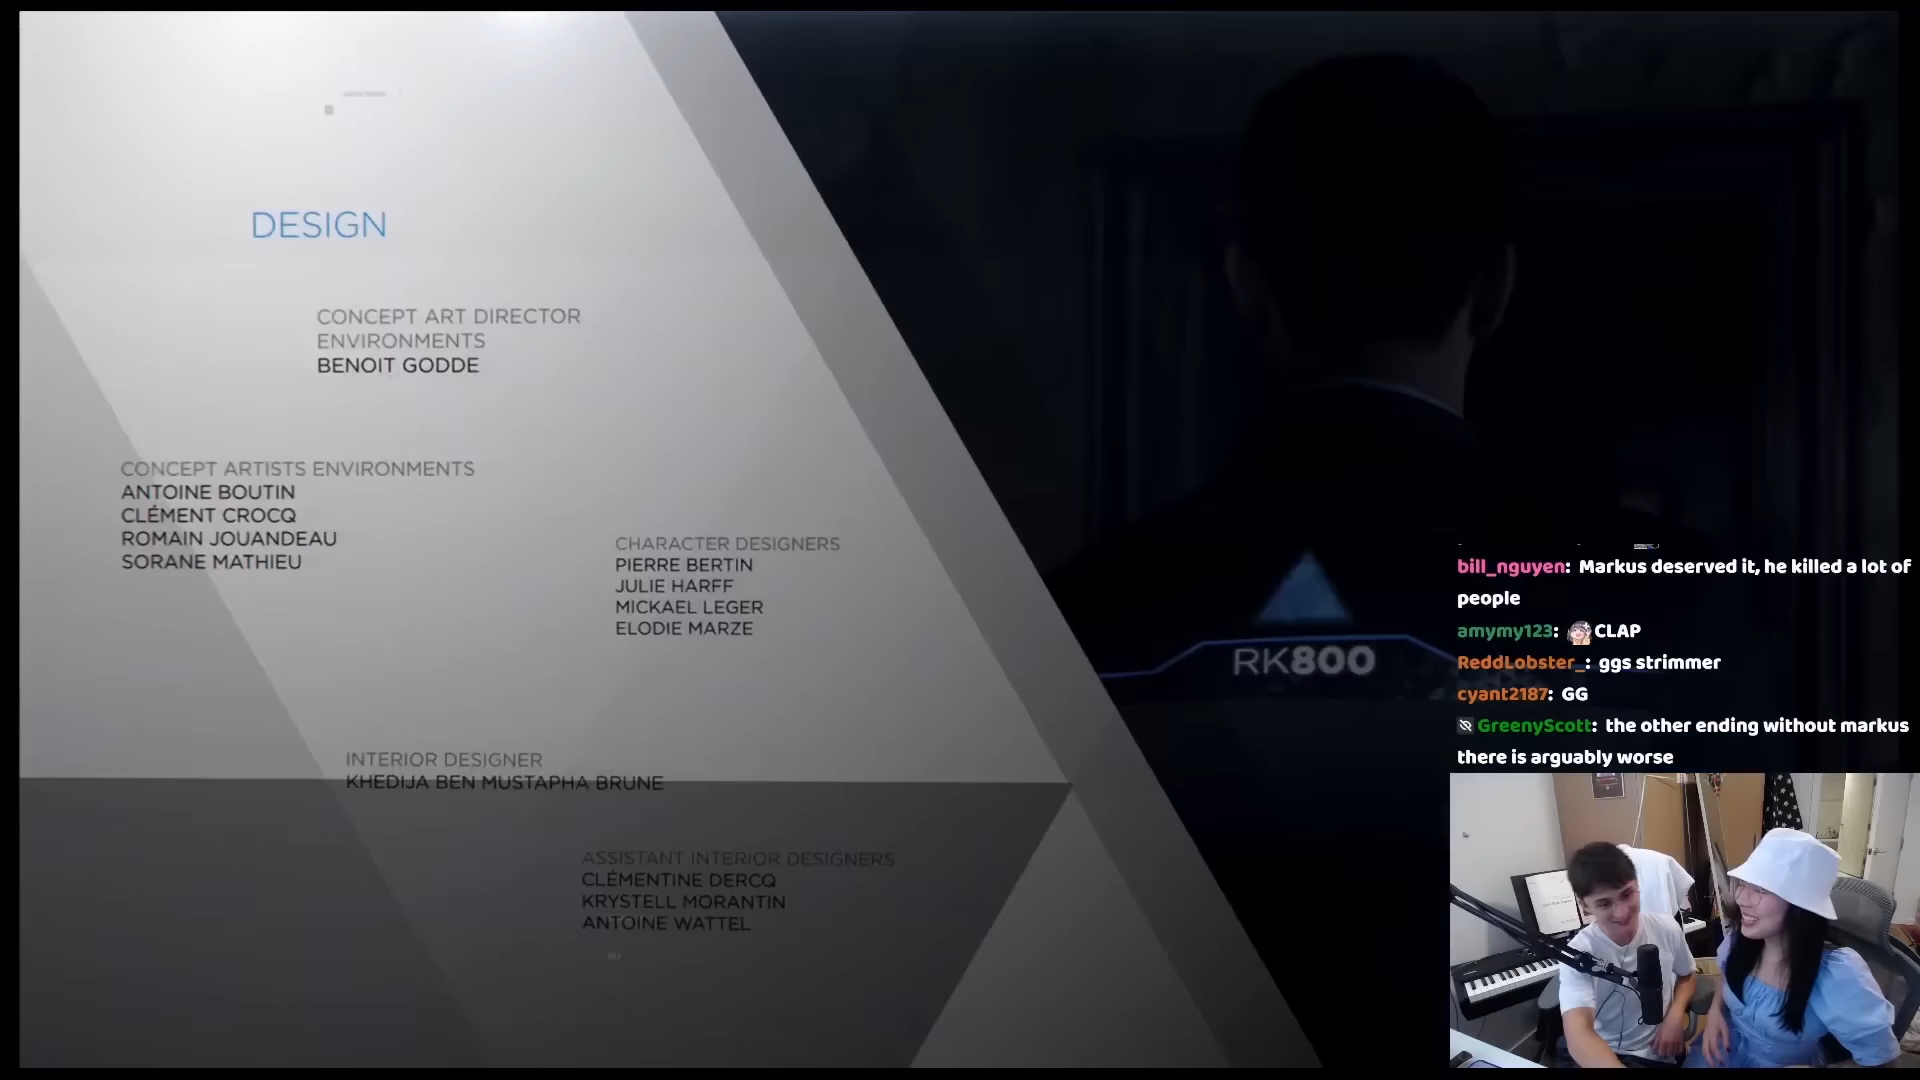 DESIGN
CONCEPT ART DIRECTOR
ENVIRONMENTS
BENOIT GODDE
CONCEPT ARTISTS ENVIRONMENTS
ANTOINE BOUTIN
CLÉMENT CROCQ
ROMAIN JOUANDEAU
SORANE MATHIEU
CHARACTER DESIGNERS
PIERRE BERTIN
JULIE HARFF
MICKAEL LEGER
ELODIE MARZE
INTERIOR DESIGNER
KHEDIJA BEN MUSTAPHA BRUNE
ASSISTANT INTERIOR DESIGNERS
CLÉMENTINE DERCQ
KRYSTELL MORANTIN
ANTOINE WATTEL
RK800
bill_nguyen: Markus deserved it, he killed a lot of
people
amymy123: CLAP
ReddLobster_: ggs strimmer
cyant2187: GG
GreenyScott: the other ending without markus
there is arguably worse